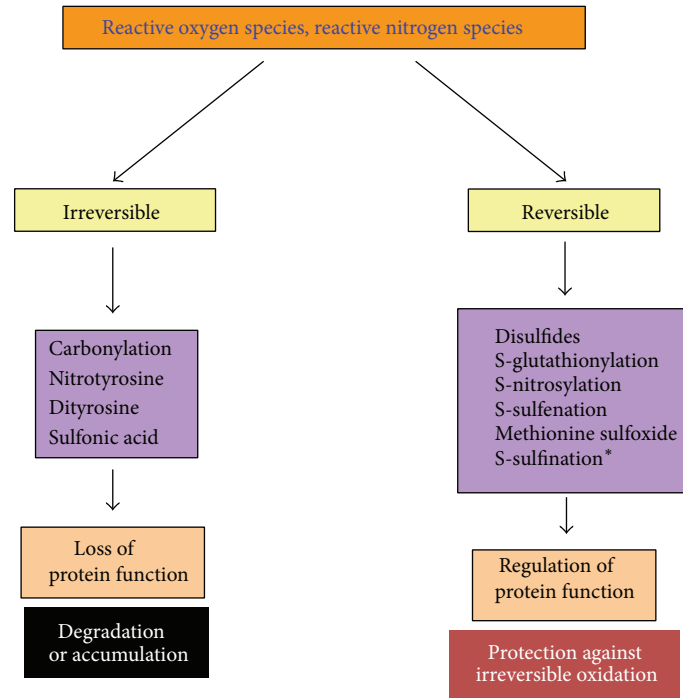 Reactive oxygen species, reactive nitrogen species
Irreversible
Carbonylation
Nitrotyrosine
Dityrosine
Sulfonic acid
Loss of
protein function
Degradation
or accumulation
Reversible
Disulfides
S-glutathionylation
S-nitrosylation
S-sulfenation
Methionine sulfoxide
S-sulfination*
Regulation of
protein function
Protection against
irreversible oxidation